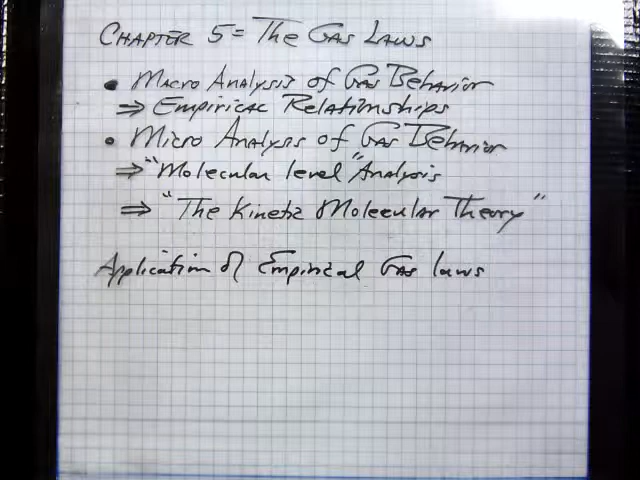 CHAPTER 5 = The Gas Laws
• Macro Analysis of Gas Behavior
⇒ Empirical Relationships
• Micro Analysis of Gas Behavior
⇒ "Molecular level" Analysis
⇒ "The Kinetic Molecular Theory"
Application of Empirical Gas laws